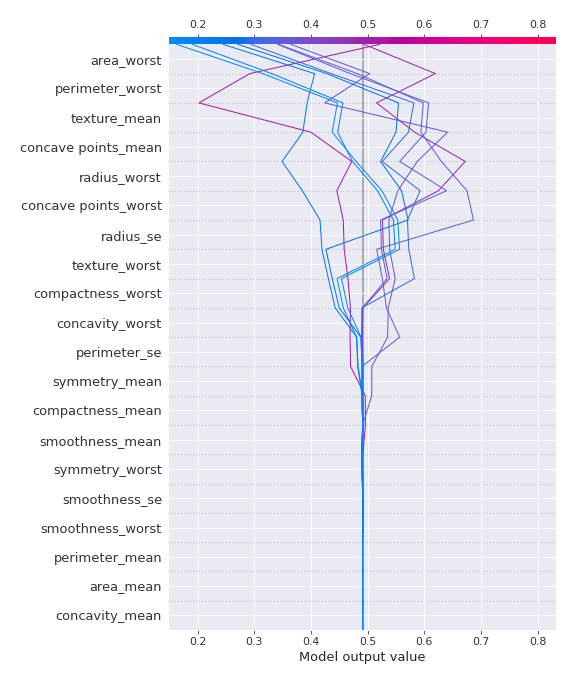 0.2 0.3 0.4 0.5 0.6 0.7 0.8
area_worst
perimeter_worst
texture_mean
concave points_mean
radius_worst
concave points_worst
radius_se
texture_worst
compactness_worst
concavity_worst
perimeter_se
symmetry_mean
compactness_mean
smoothness_mean
symmetry_worst
smoothness_se
smoothness_worst
perimeter_mean
area_mean
concavity_mean
0.2 0.3 0.4 0.5 0.6 0.7 0.8
Model output value